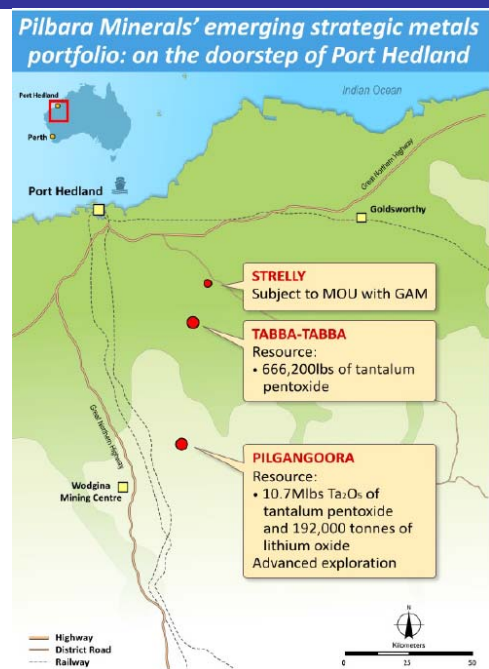 Pilbara Minerals' emerging strategic metals
portfolio: on the doorstep of Port Hedland
Indian Ocean
Port Hedland
Perth
Port Hedland
Great Northern Highway
Goldsworthy
STRELLY
Subject to MOU with GAM
TABBA-TABBA
Resource:
• 666,200lbs of tantalum
pentoxide
PILGANGOORA
Resource:
• 10.7Mlbs Ta₂O₅ of
tantalum pentoxide
and 192,000 tonnes of
lithium oxide
Advanced exploration
Great Northern Highway
Wodgina
Mining Centre
Highway
District Road
Railway
N
Kilometers
0 25 50